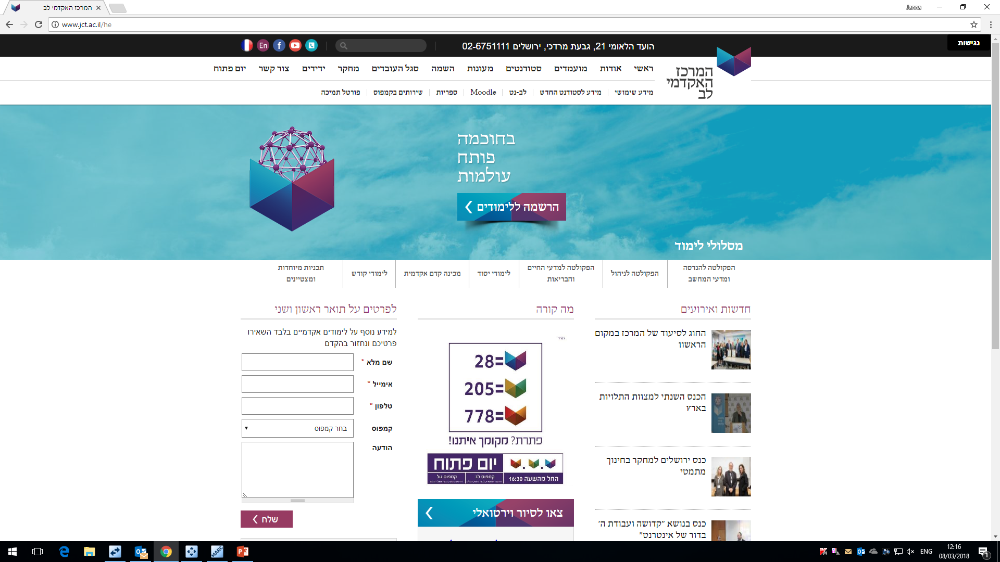 המרכז האקדמי לב
Janna
www.jct.ac.il/he
נגישות
הועד הלאומי 21, גבעת מרדכי, ירושלים 02-6751111
En
המרכז
האקדמי
לב
ראשי אודות מועמדים סטודנטים מעונות השמה סגל העובדים מחקר ידידים צור קשר יום פתוח
מידע שימושי מידע לסטודנט החדש לב-נט Moodle ספריות שירותים בקמפוס פורטל תמיכה
בחוכמה
פותח
עולמות
הרשמה ללימודים
מסלולי לימוד
הפקולטה להנדסה
ומדעי המחשב
הפקולטה לניהול
הפקולטה למדעי החיים
והבריאות
לימודי יסוד
מכינה קדם אקדמית
לימודי קודש
תכניות מיוחדות
ומצטיינים
חדשות ואירועים
החוג לסיעוד של המרכז במקום
הראשון
הכנס השנתי למצוות התלויות
בארץ
כנס ירושלים למחקר בחינוך
מתמטי
כנס בנושא "קדושה ועבודת ה'
בדור של אינטרנט"
מה קורה
בס"ד
28=
205=
778=
פתרת? מקומך איתנו!
יום פתוח
החל מהשעה 16:30
קמפוס לב
קמפוס טל
צאו לסיור וירטואלי
לפרטים על תואר ראשון ושני
למידע נוסף על לימודים אקדמיים בלבד השאירו
פרטיכם ונחזור בהקדם
שם מלא *
אימייל *
טלפון *
קמפוס
בחר קמפוס
הודעה
שלח
MARC
ENG
12:16
08/03/2018
1